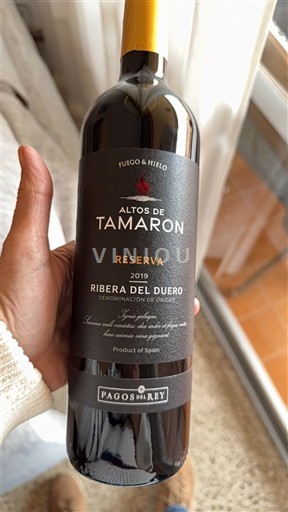 FUEGO & HIELO
ALTOS DE
TAMARON
VINIOU
RESERVA
2019
RIBERA DEL DUERO
DENOMINACIÓN DE ORIGEN
Product of Spain
PAGOS DEL REY